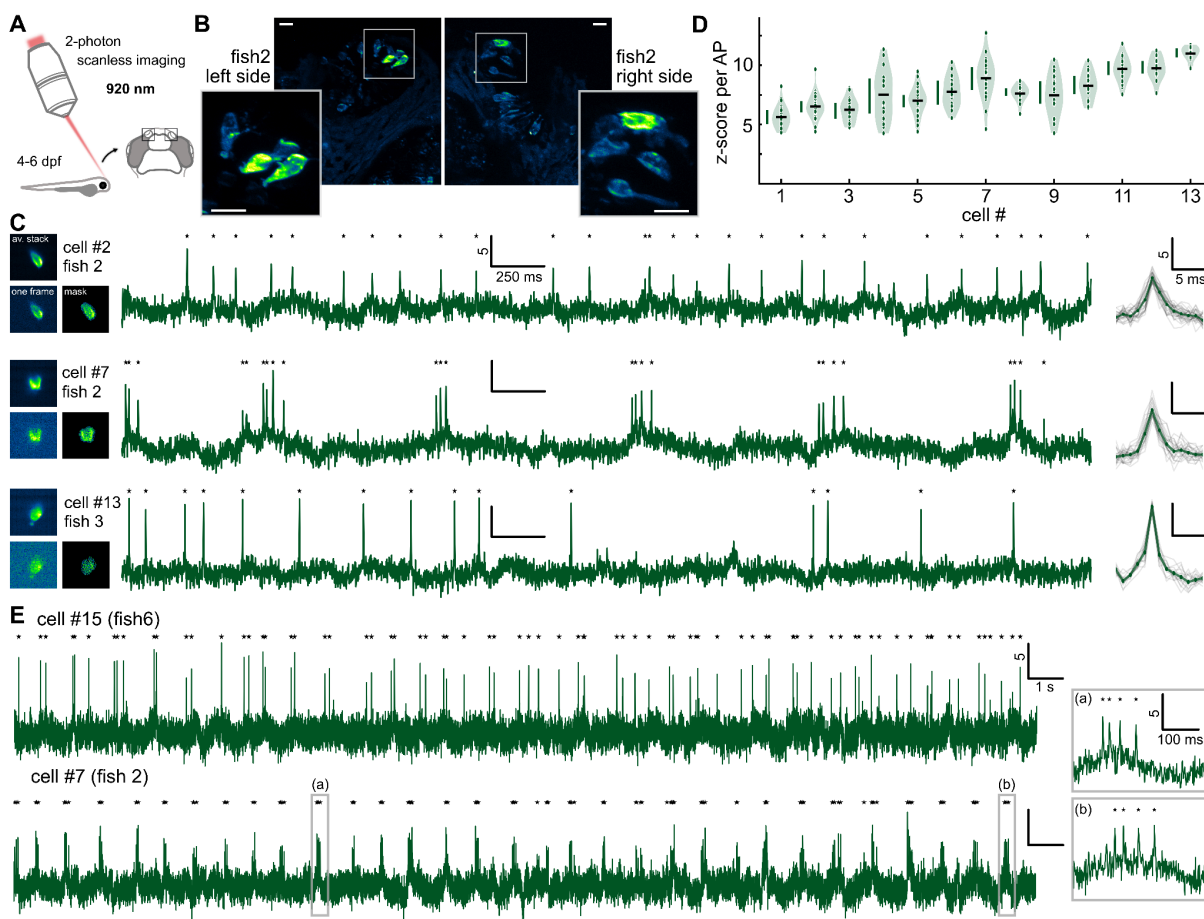 A
2-photon
scanless imaging
920 nm
4-6 dpf
B
fish2
left side
fish2
right side
D
z-score per AP
10
5
1 3 5 7 9 11 13
cell #
C
av. stack
cell #2
fish 2
one frame
mask
5
250 ms
5
5 ms
cell #7
fish 2
cell #13
fish 3
E
cell #15 (fish6)
5
1 s
cell #7 (fish 2)
(a)
(b)
(a)
5
100 ms
(b)